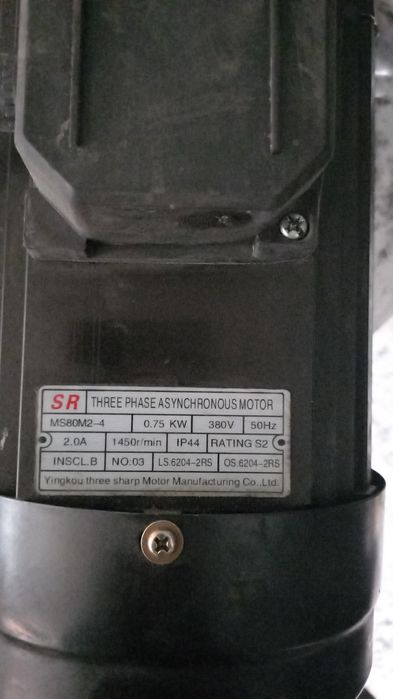 SR THREE PHASE ASYNCHRONOUS MOTOR
MS80M2-4 0.75 KW 380V 50Hz
2.0A 1450r/min IP44 RATING S2
INSCL.B NO:03 LS.6204-2RS OS.6204-2RS
Yingkou three sharp Motor Manufacturing Co.,Ltd.